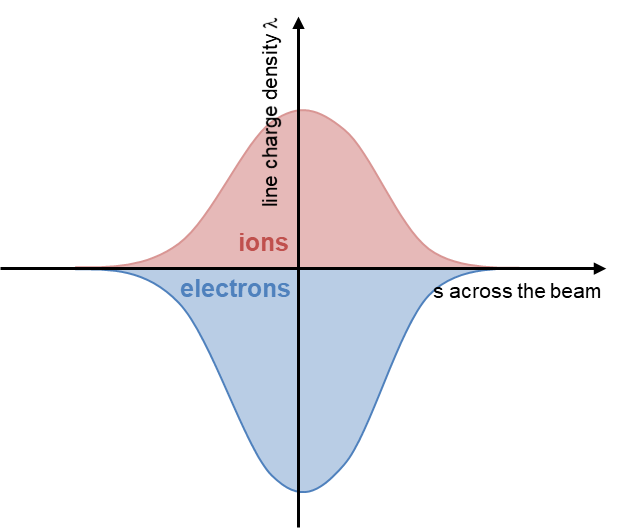 line charge density λ
ions
electrons
s across the beam